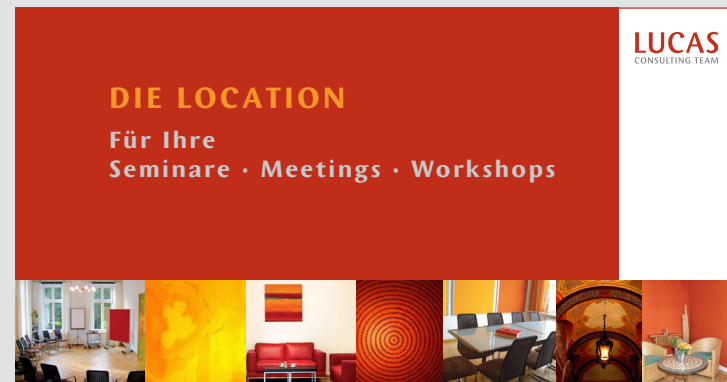 LUCAS
CONSULTING TEAM
DIE LOCATION
Für Ihre
Seminare · Meetings · Workshops